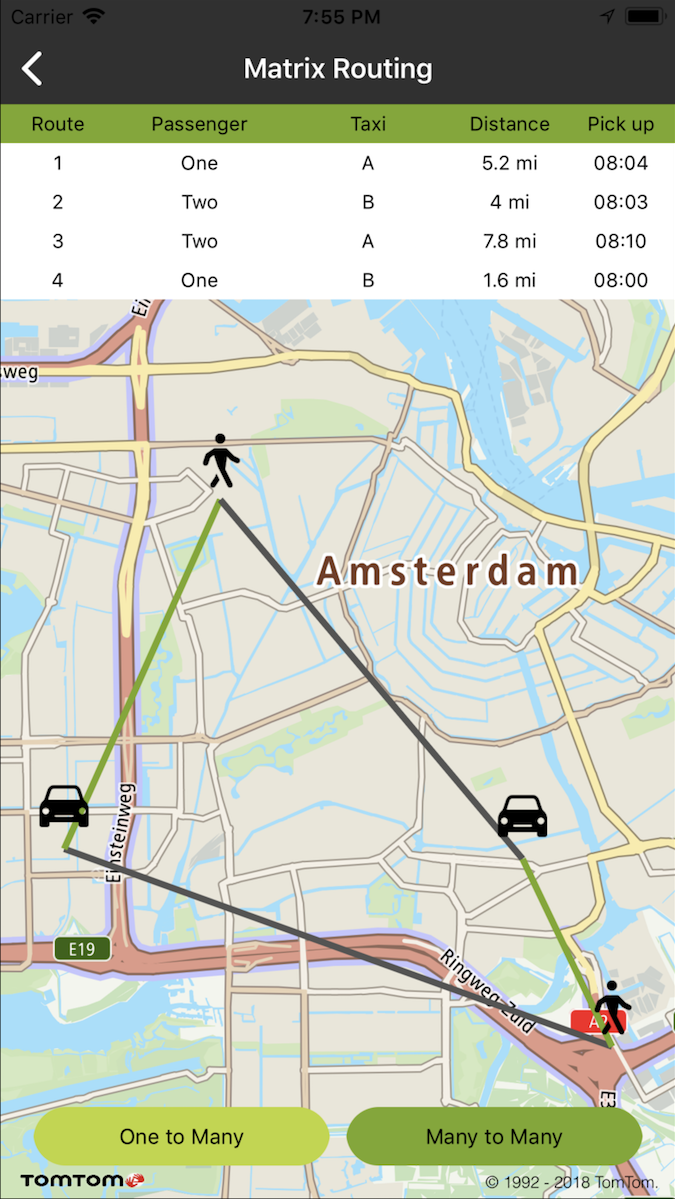 Carrier 7:55 PM
Matrix Routing
Route Passenger Taxi Distance Pick up
1 One A 5.2 mi 08:04
2 Two B 4 mi 08:03
3 Two A 7.8 mi 08:10
4 One B 1.6 mi 08:00
Ei
sweg
Amsterdam
Einsteinweg
E19
Ringweg-Zuid
One to Many Many to Many
TOMTOM
© 1992 - 2018 TomTom.